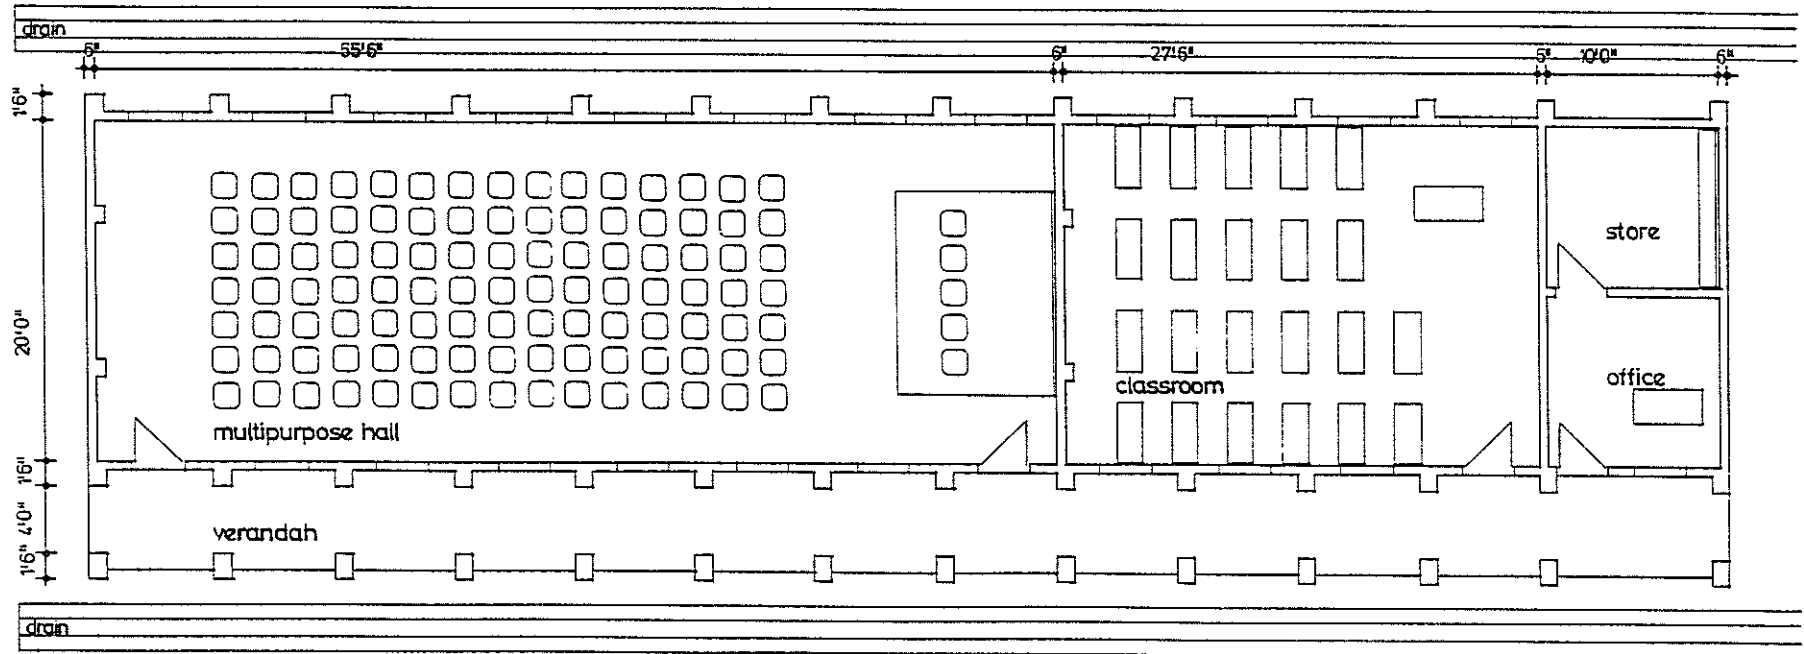 drain
6" 55'6" 6" 27'6" 6" 10'0" 6"
1'6"
20'0"
1'6"
4'0"
1'6"
store
office
classroom
multipurpose hall
verandah
drain